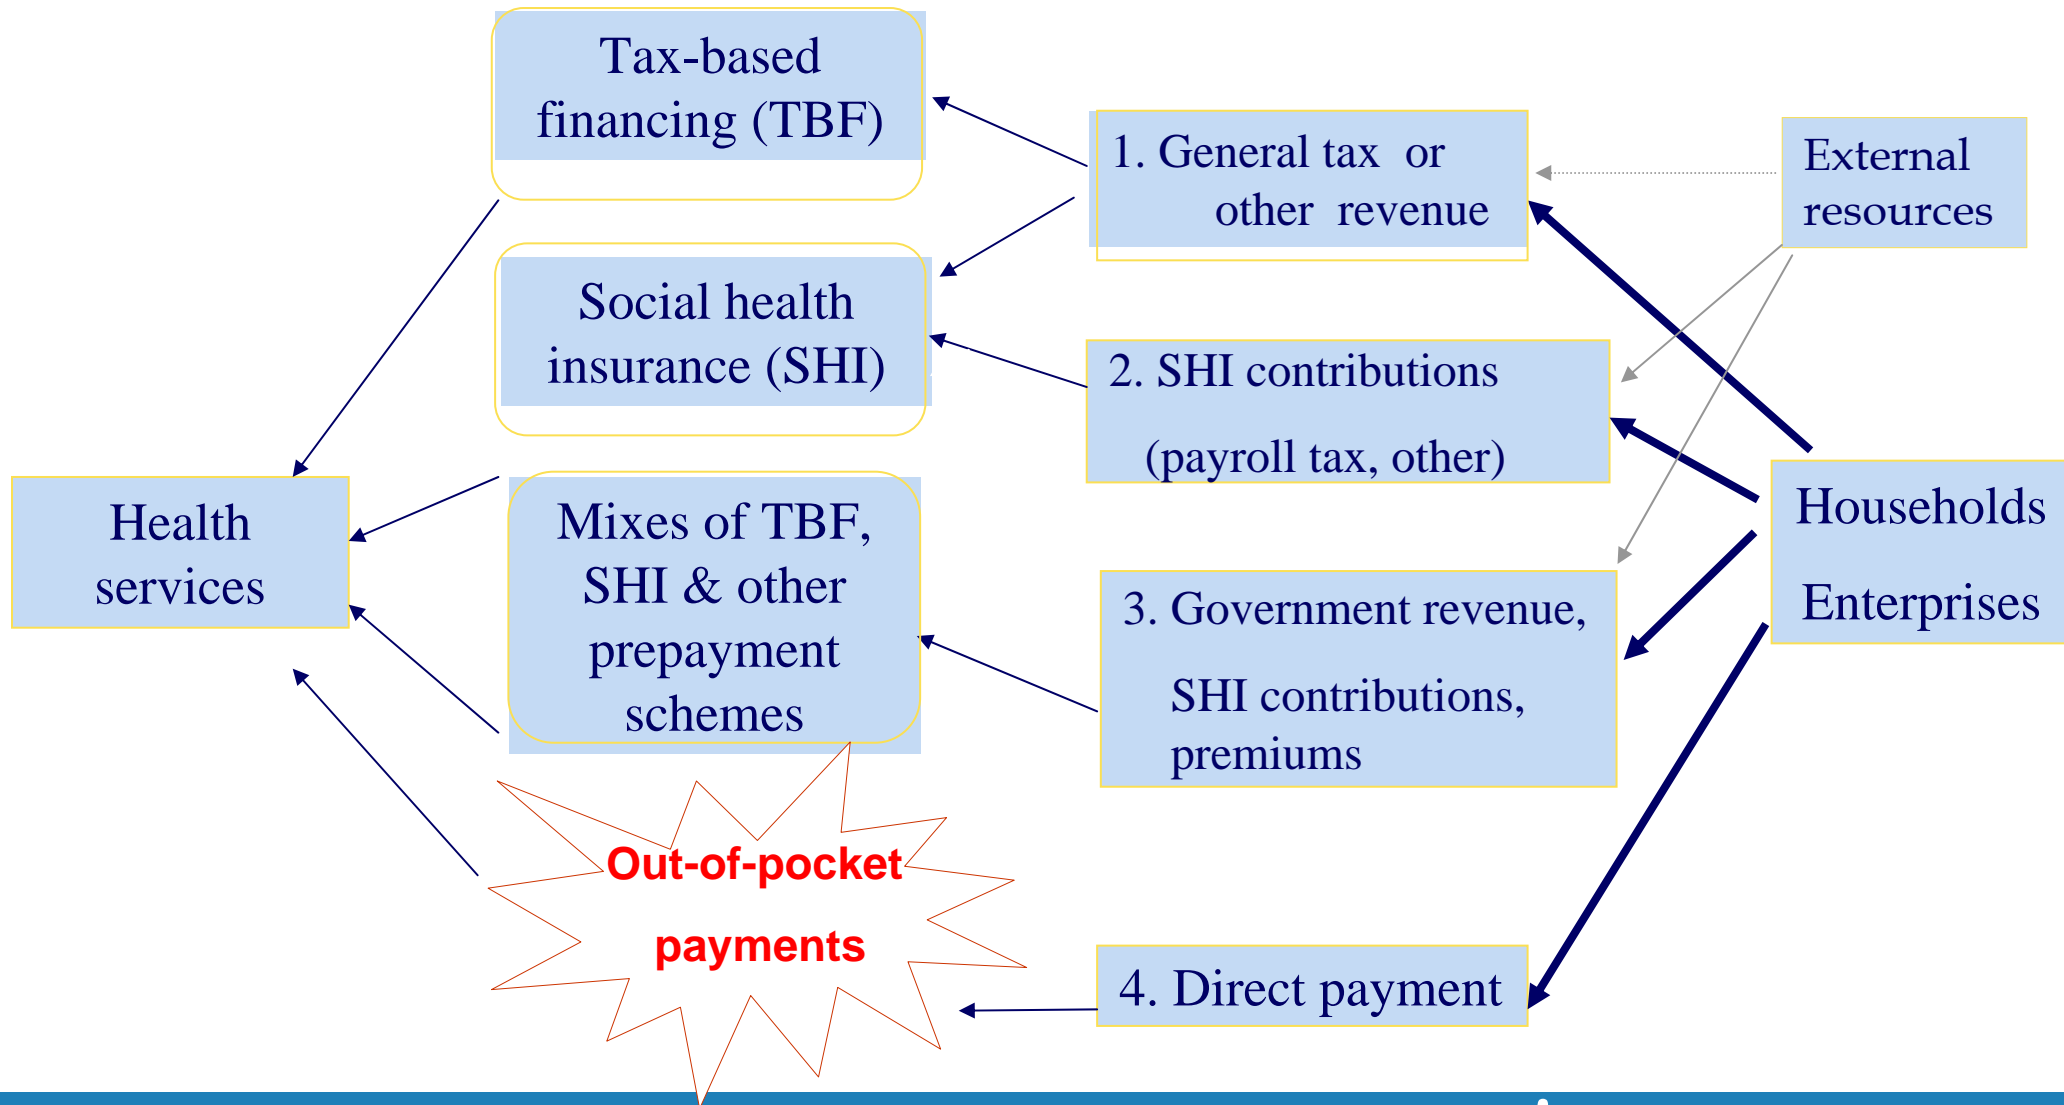 Tax-based
financing (TBF)
1. General tax or
other revenue
External
resources
Social health
insurance (SHI)
2. SHI contributions
(payroll tax, other)
Health
services
Mixes of TBF,
SHI & other
prepayment
schemes
3. Government revenue,
SHI contributions,
premiums
Households
Enterprises
Out-of-pocket
payments
4. Direct payment